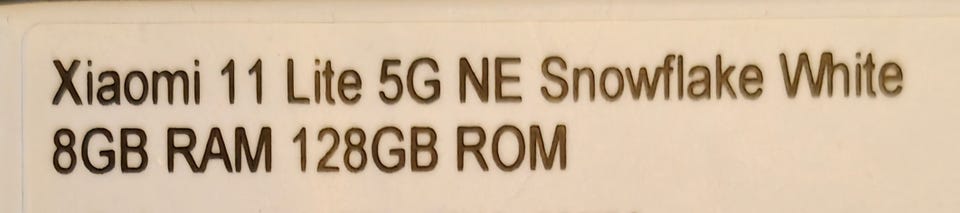 Xiaomi 11 Lite 5G NE Snowflake White
8GB RAM 128GB ROM